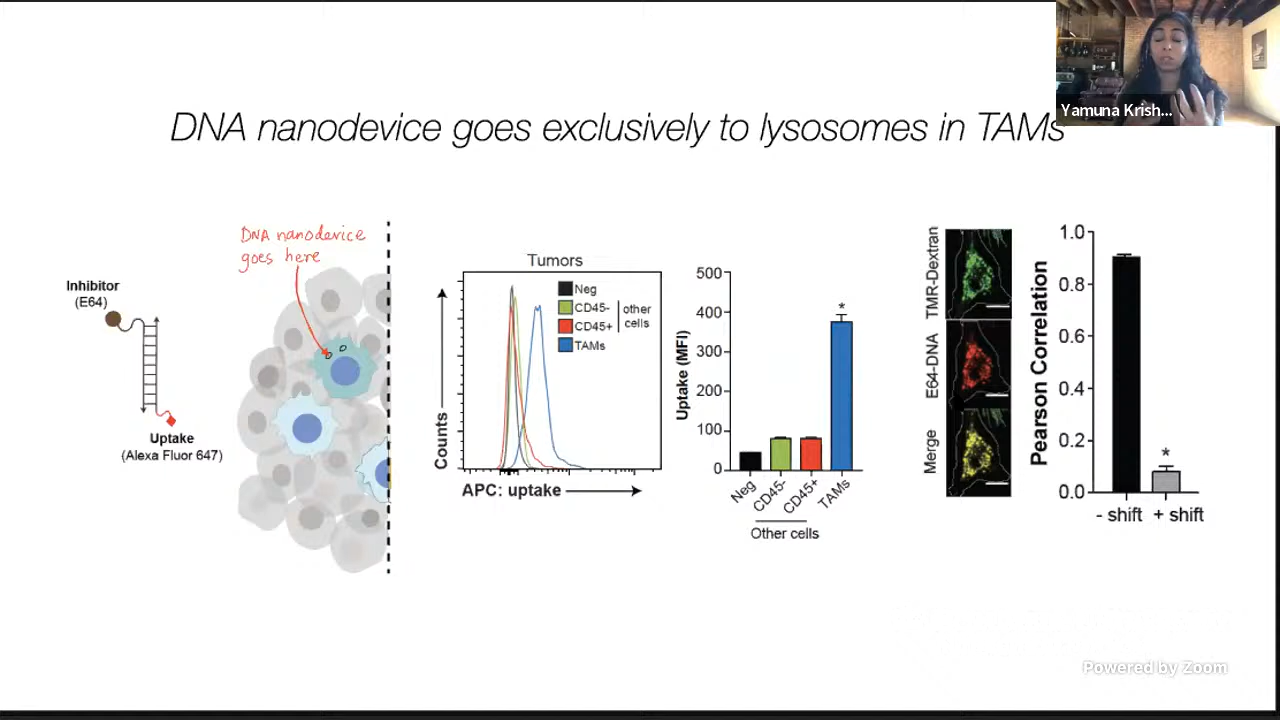 Yamuna Krish...
DNA nanodevice goes exclusively to lysosomes in TAMs
DNA nanodevice
goes here
Inhibitor
(E64)
Uptake
(Alexa Fluor 647)
Tumors
Counts
Neg
CD45-
CD45+
TAMs
other
cells
APC: uptake
Uptake (MFI)
500
400
300
200
100
0
*
Neg
CD45-
CD45+
TAMs
Other cells
TMR-Dextran
E64-DNA
Merge
Pearson Correlation
1.0
0.8
0.6
0.4
0.2
0.0
*
- shift
+ shift
Powered by Zoom